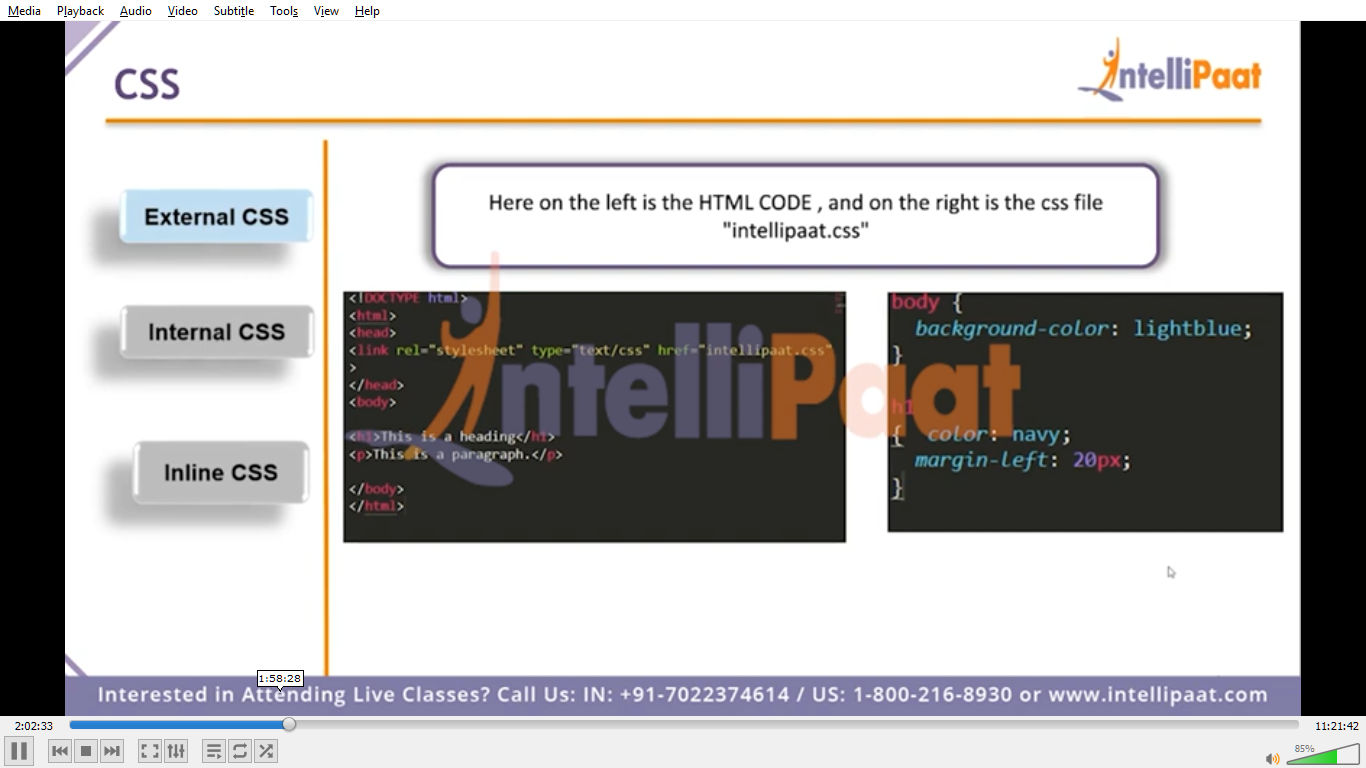 Media Playback Audio Video Subtitle Tools View Help
CSS
IntelliPaat
External CSS
Internal CSS
Inline CSS
Here on the left is the HTML CODE , and on the right is the css file
"intellipaat.css"
<!DOCTYPE html>
<html>
<head>
<link rel="stylesheet" type="text/css" href="intellipaat.css"
>
</head>
<body>
<h1>This is a heading</h1>
<p>This is a paragraph.</p>
</body>
</html>
body {
background-color: lightblue;
}
h1
{ color: navy;
margin-left: 20px;
}
IntelliPaat
1:58:28
Interested in Attending Live Classes? Call Us: IN: +91-7022374614 / US: 1-800-216-8930 or www.intellipaat.com
2:02:33
11:21:42
85%